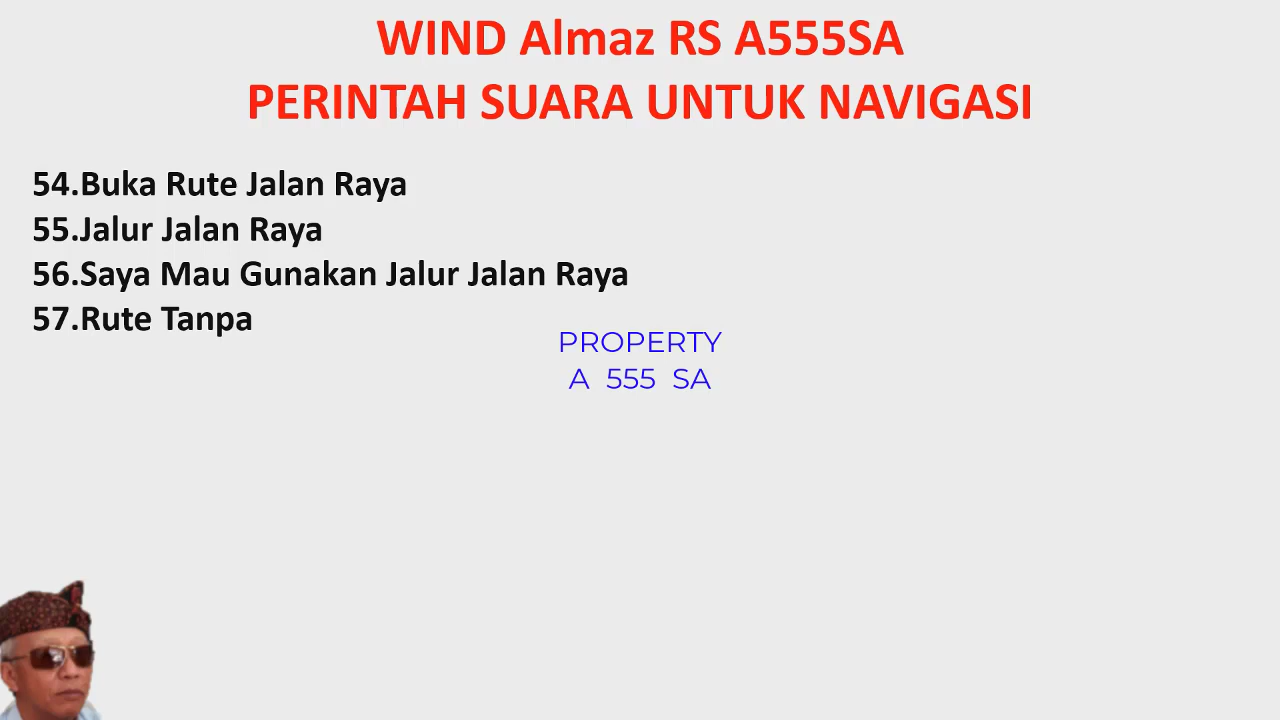 WIND Almaz RS A555SA
PERINTAH SUARA UNTUK NAVIGASI
54.Buka Rute Jalan Raya
55.Jalur Jalan Raya
56.Saya Mau Gunakan Jalur Jalan Raya
57.Rute Tanpa
PROPERTY
A 555 SA